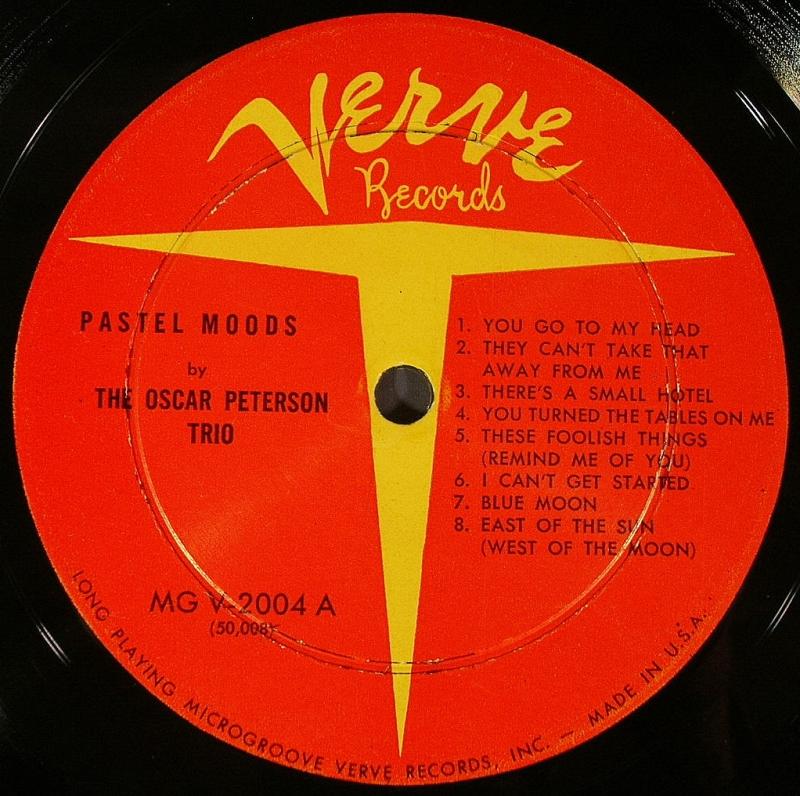 Verve
Records
PASTEL MOODS
by
THE OSCAR PETERSON
TRIO
1. YOU GO TO MY HEAD
2. THEY CAN'T TAKE THAT
AWAY FROM ME
3. THERE'S A SMALL HOTEL
4. YOU TURNED THE TABLES ON ME
5. THESE FOOLISH THINGS
(REMIND ME OF YOU)
6. I CAN'T GET STARTED
7. BLUE MOON
8. EAST OF THE SUN
(WEST OF THE MOON)
MG V-2004 A
(50,008)
LONG PLAYING MICROGROOVE VERVE RECORDS, INC. — MADE IN U.S.A.